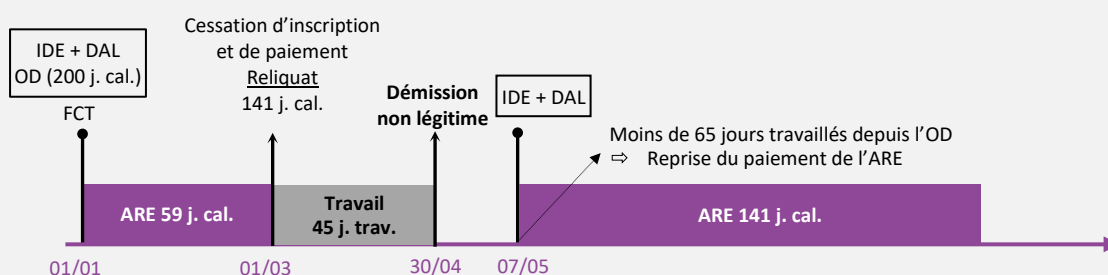 Cessation d’inscription
et de paiement
Reliquat
141 j. cal.
IDE + DAL
OD (200 j. cal.)
FCT
Démission
non légitime
IDE + DAL
Moins de 65 jours travaillés depuis l’OD
⇨ Reprise du paiement de l’ARE
ARE 59 j. cal.
Travail
45 j. trav.
ARE 141 j. cal.
01/01
01/03
30/04
07/05